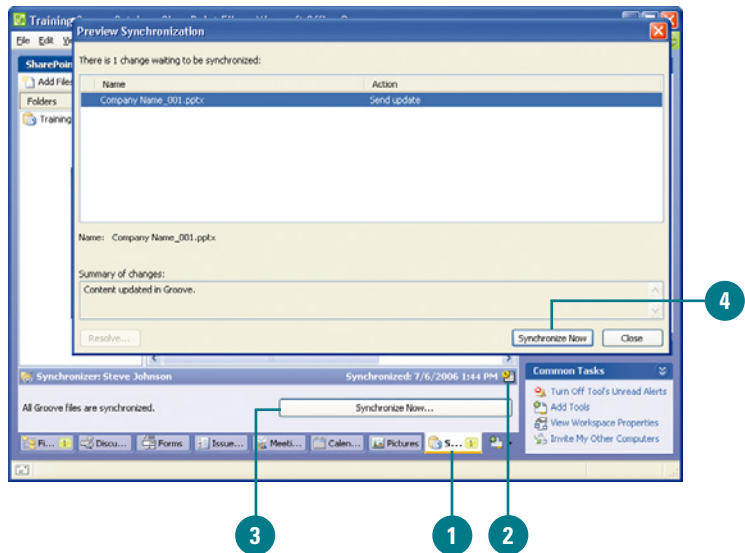 Training
Preview Synchronization
File Edit
There is 1 change waiting to be synchronized:
SharePoin
Add Files
Name Action
Folders
Company Name_001.pptx Send update
Training
Name: Company Name_001.pptx
Summary of changes:
Content updated in Groove.
4
Resolve... Synchronize Now Close
Synchronizer: Steve Johnson Synchronized: 7/6/2006 1:44 PM
Common Tasks
Turn Off Tool's Unread Alerts
All Groove files are synchronized. Synchronize Now...
Add Tools
View Workspace Properties
Invite My Other Computers
Fi... 1 Discu... Forms Issue... Meeti... Calen... Pictures S... 1
3 1 2